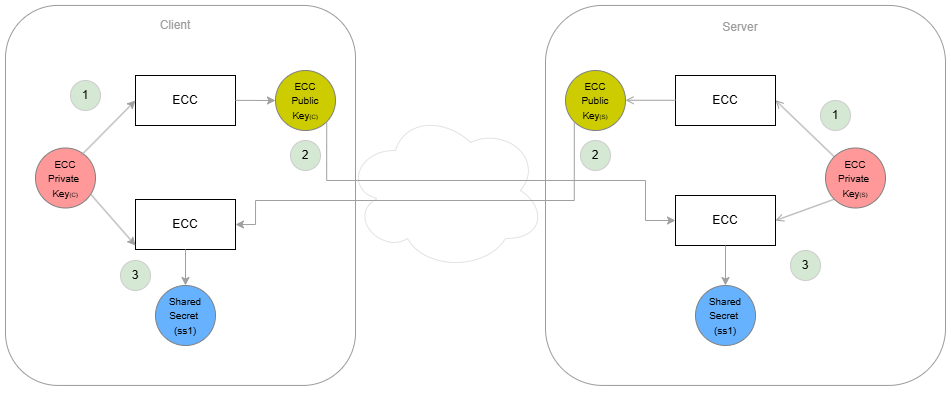 Client
1
ECC
ECC
Public
Key(C)
2
ECC
Private
Key(C)
ECC
3
Shared
Secret
(ss1)
Server
ECC
Public
Key(S)
ECC
1
2
ECC
Private
Key(S)
ECC
3
Shared
Secret
(ss1)